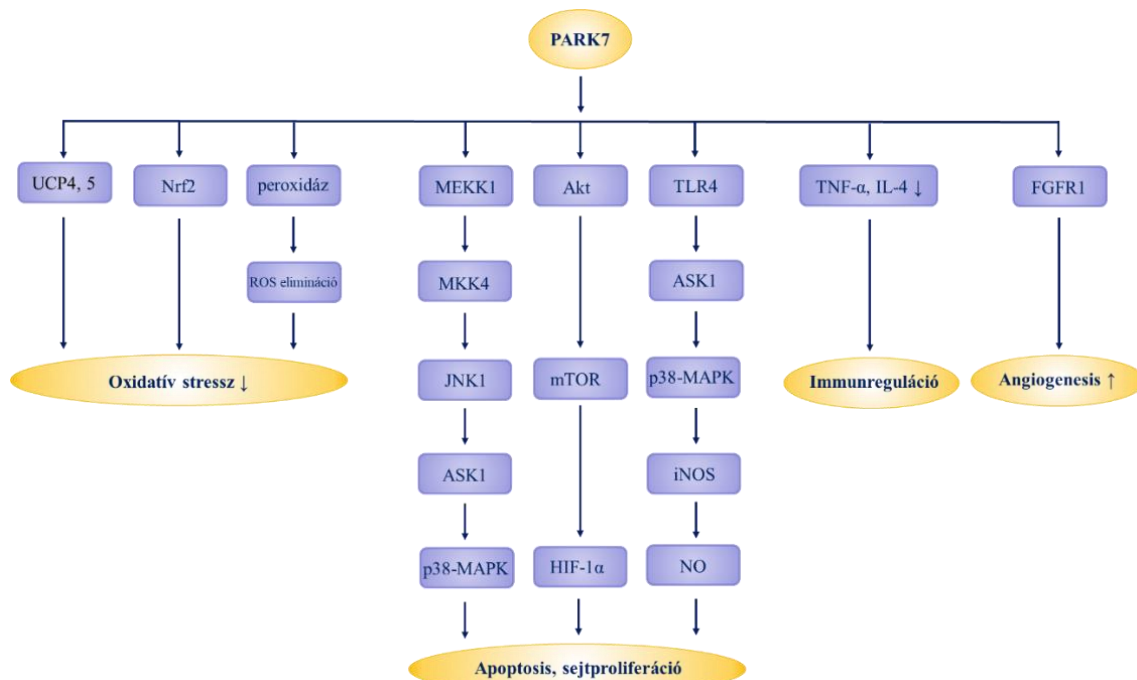 PARK7
UCP4, 5
Nrf2
peroxidáz
MEKK1
Akt
TLR4
TNF-α, IL-4 ↓
FGFR1
ROS elimináció
MKK4
ASK1
Oxidatív stressz ↓
JNK1
mTOR
p38-MAPK
Immunreguláció
Angiogenesis ↑
ASK1
iNOS
p38-MAPK
HIF-1α
NO
Apoptosis, sejtproliferáció